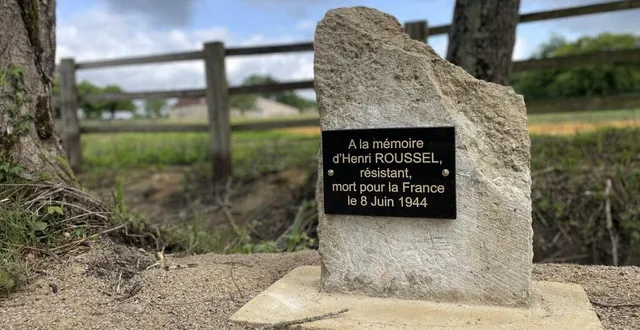 A la mémoire
d'Henri ROUSSEL,
résistant,
mort pour la France
le 8 Juin 1944